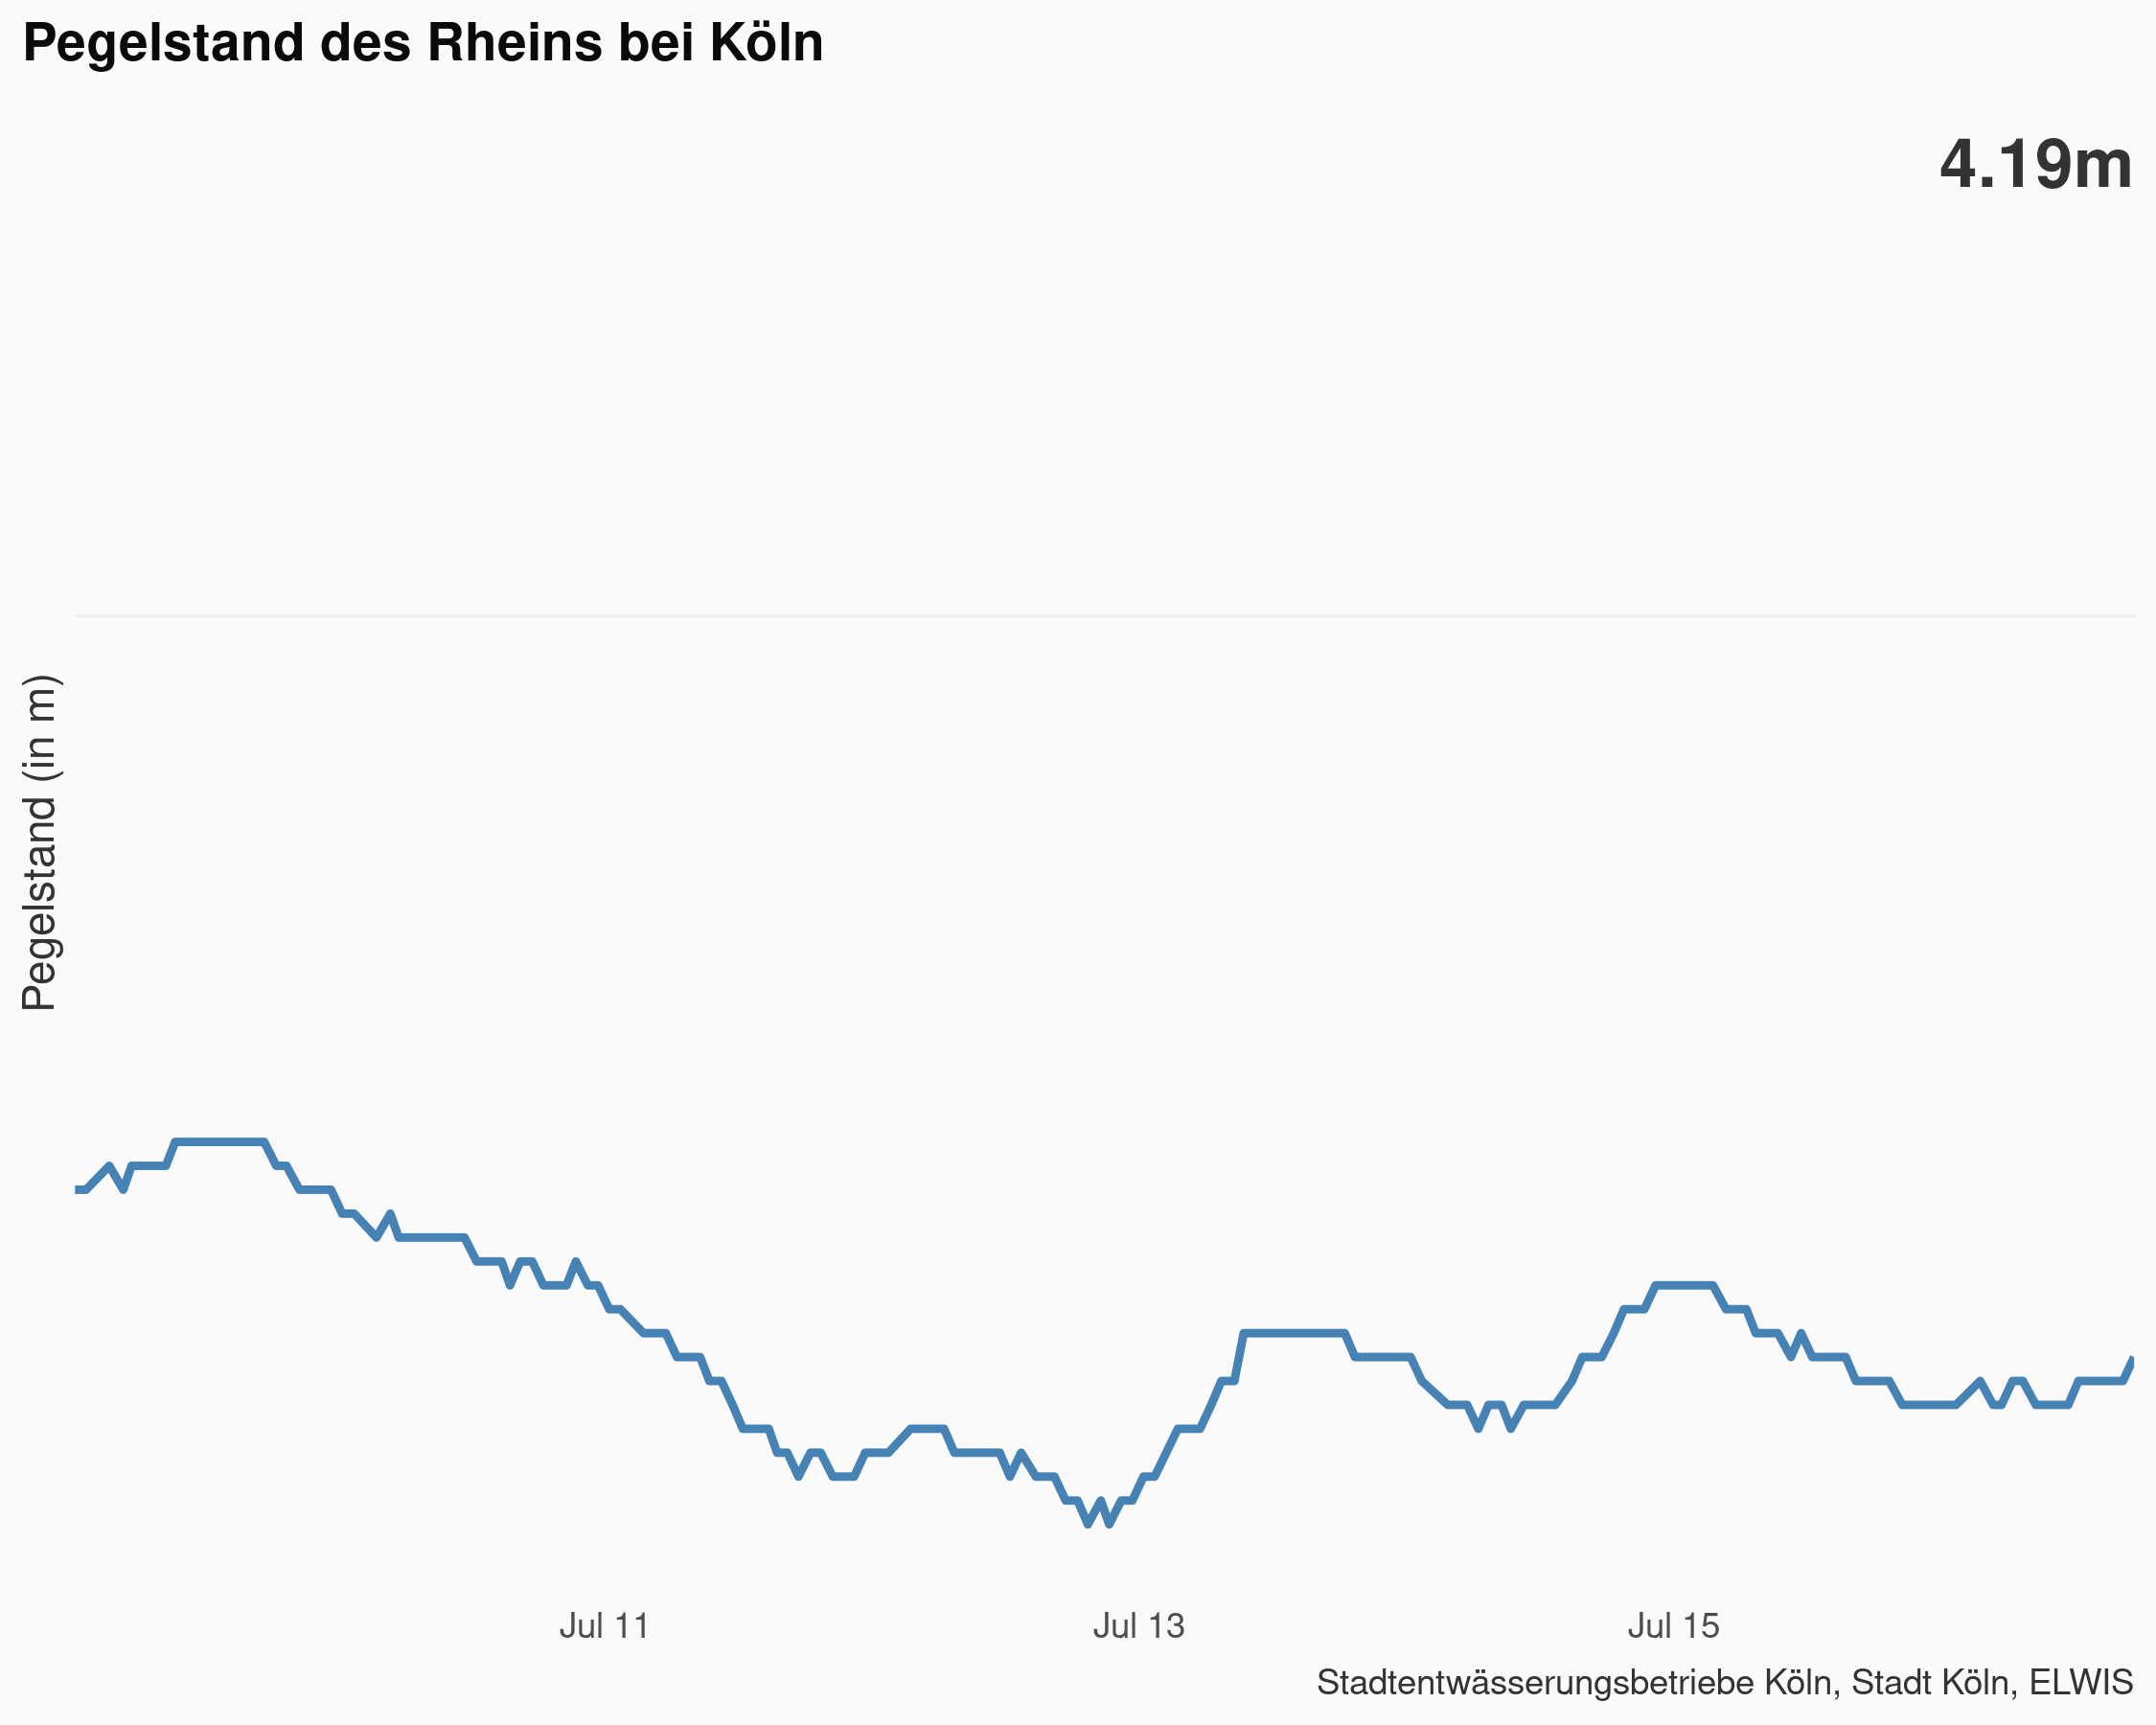 Pegelstand des Rheins bei Köln
4.19m
Pegelstand (in m)
Jul 11
Jul 13
Jul 15
Stadtentwässerungsbetriebe Köln, Stadt Köln, ELWIS